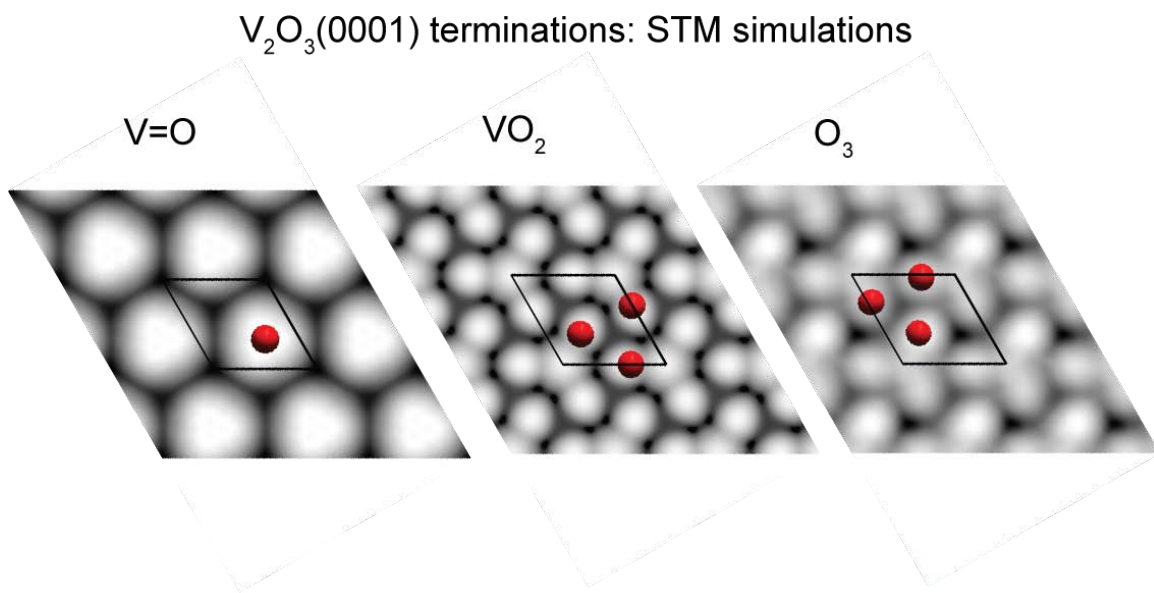 V₂O₃(0001) terminations: STM simulations
V=O
VO₂
O₃